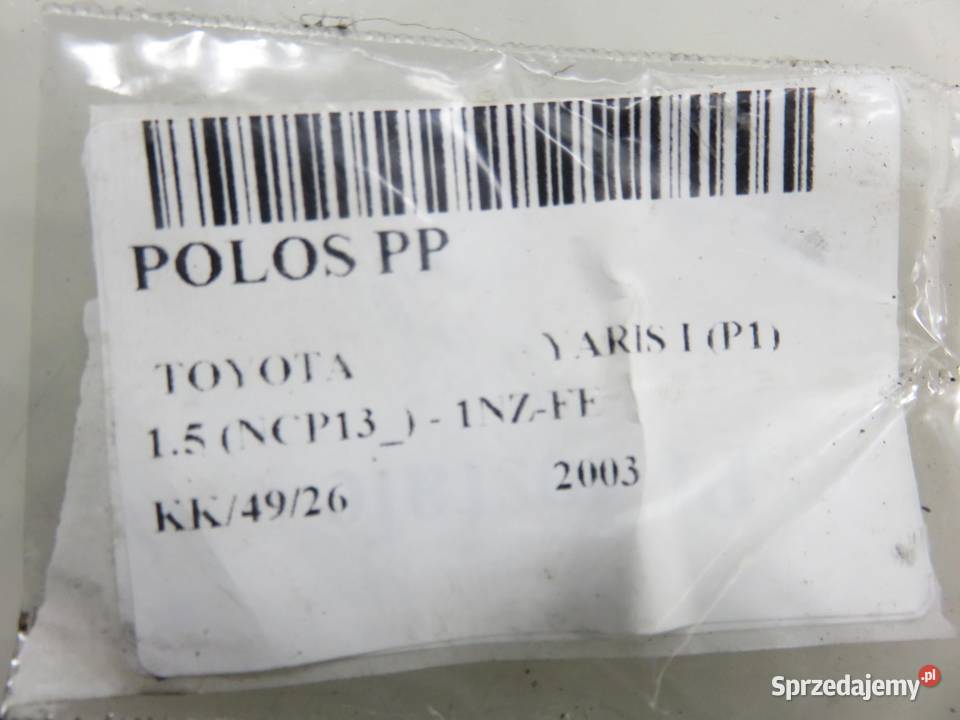 POLOS PP
TOYOTA YARIS I (P1)
1.5 (NCP13_) - 1NZ-FE
KK/49/26 2003
Sprzedajemy.pl